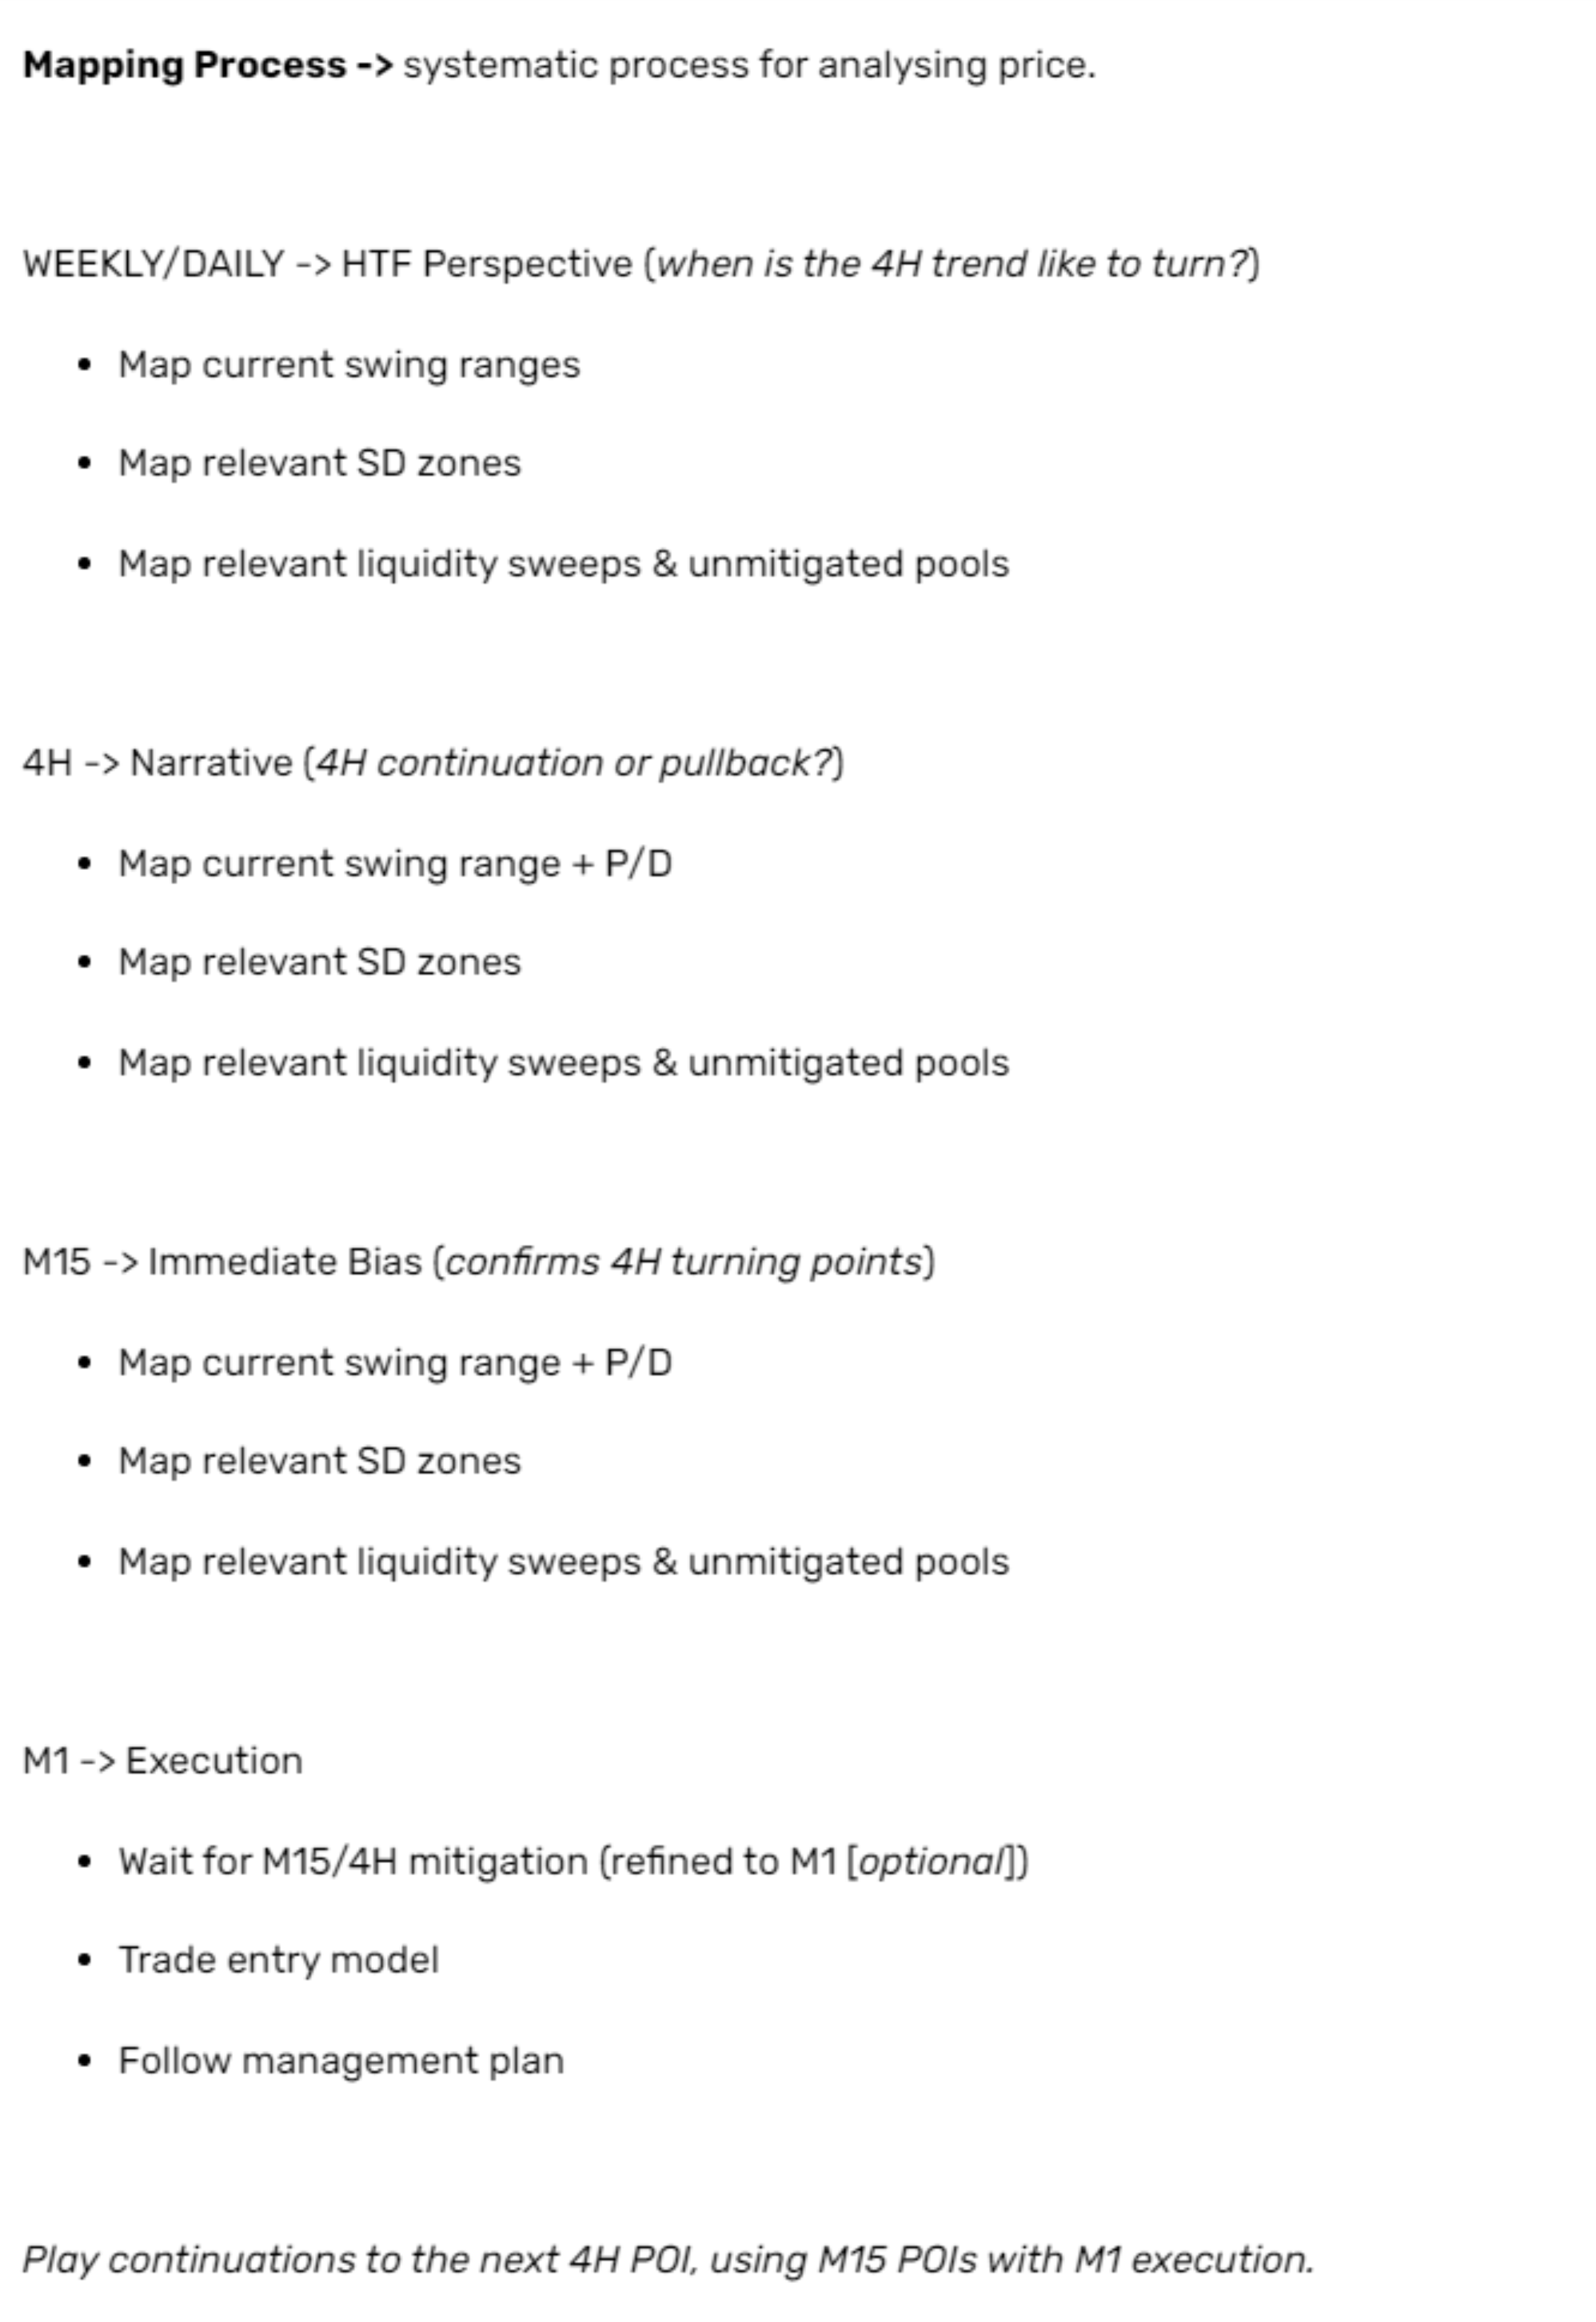 Mapping Process -> systematic process for analysing price.
WEEKLY/DAILY -> HTF Perspective (when is the 4H trend like to turn?)
• Map current swing ranges
• Map relevant SD zones
• Map relevant liquidity sweeps & unmitigated pools
4H -> Narrative (4H continuation or pullback?)
• Map current swing range + P/D
• Map relevant SD zones
• Map relevant liquidity sweeps & unmitigated pools
M15 -> Immediate Bias (confirms 4H turning points)
• Map current swing range + P/D
• Map relevant SD zones
• Map relevant liquidity sweeps & unmitigated pools
M1 -> Execution
• Wait for M15/4H mitigation (refined to M1 [optional])
• Trade entry model
• Follow management plan
Play continuations to the next 4H POI, using M15 POIs with M1 execution.